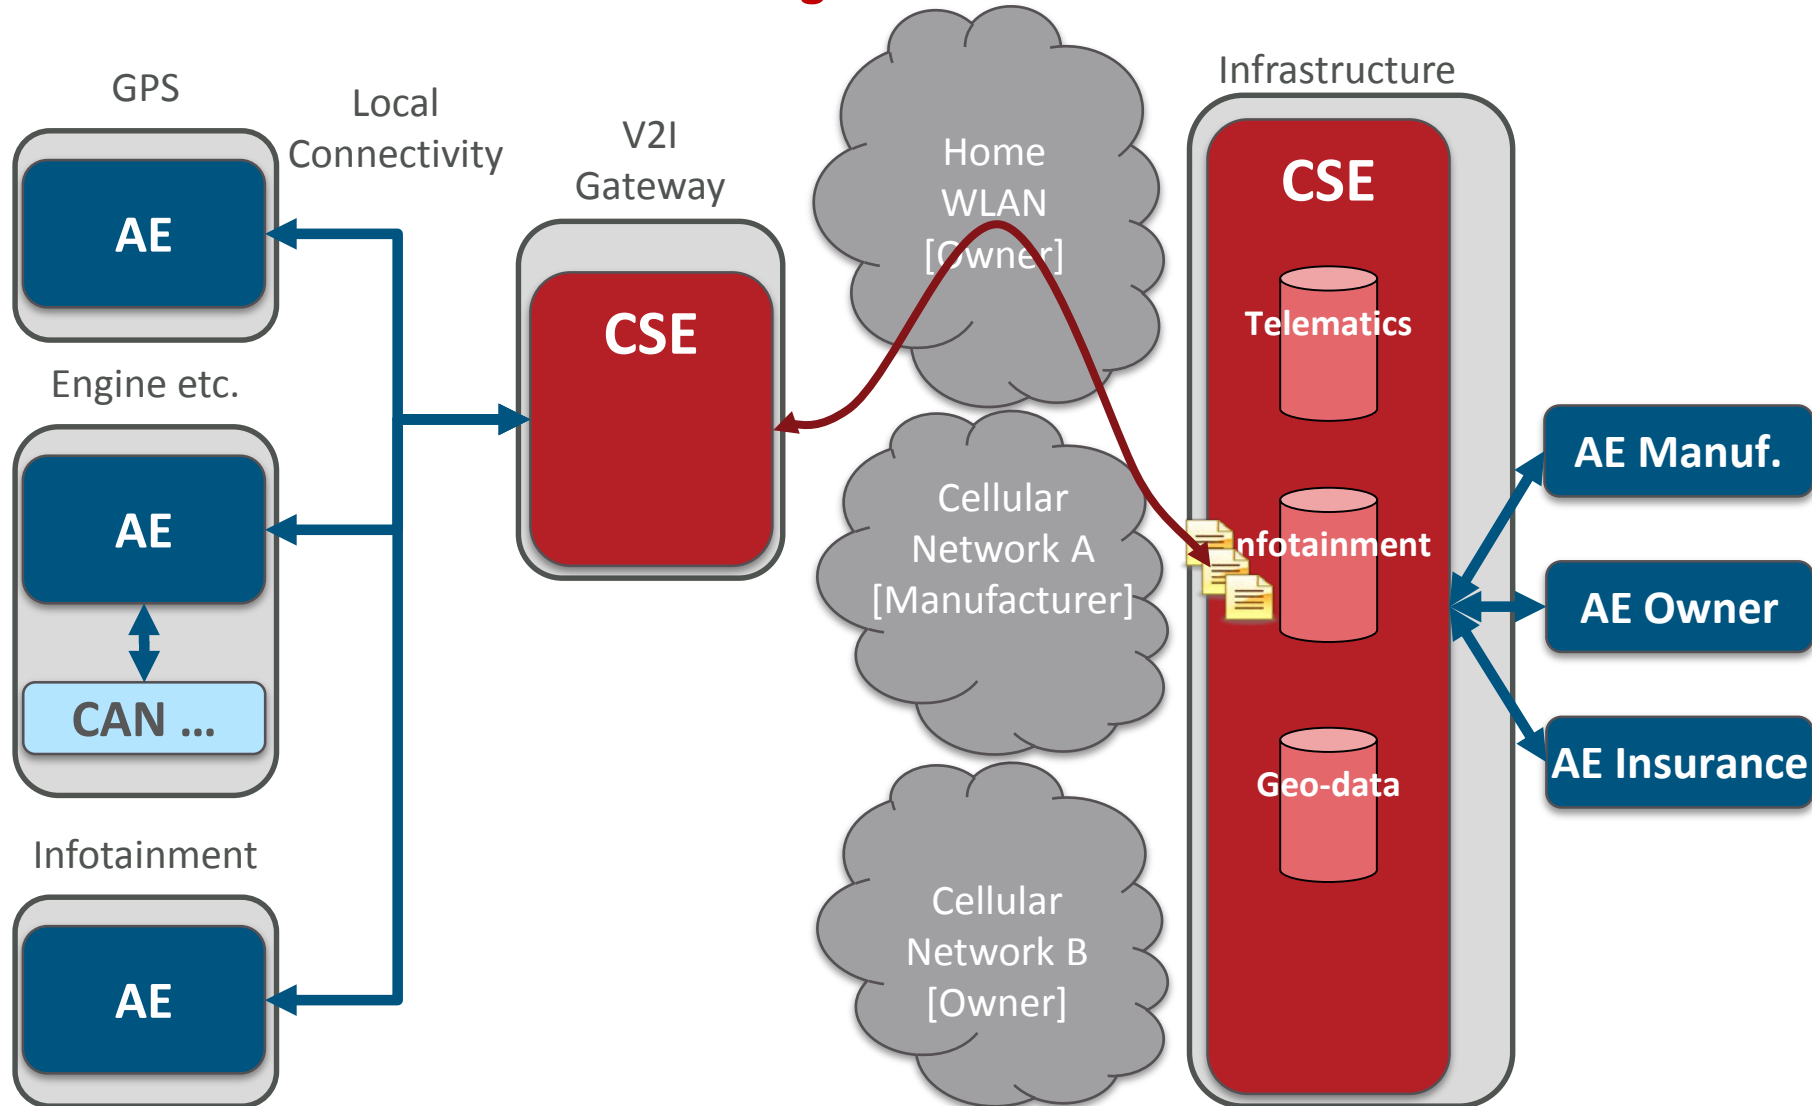 GPS
AE
Engine etc.
AE
CAN ...
Infotainment
AE
Local
Connectivity
V2I
Gateway
CSE
Home
WLAN
[Owner]
Cellular
Network A
[Manufacturer]
Cellular
Network B
[Owner]
Infrastructure
CSE
Telematics
nfotainment
Geo-data
AE Manuf.
AE Owner
AE Insurance